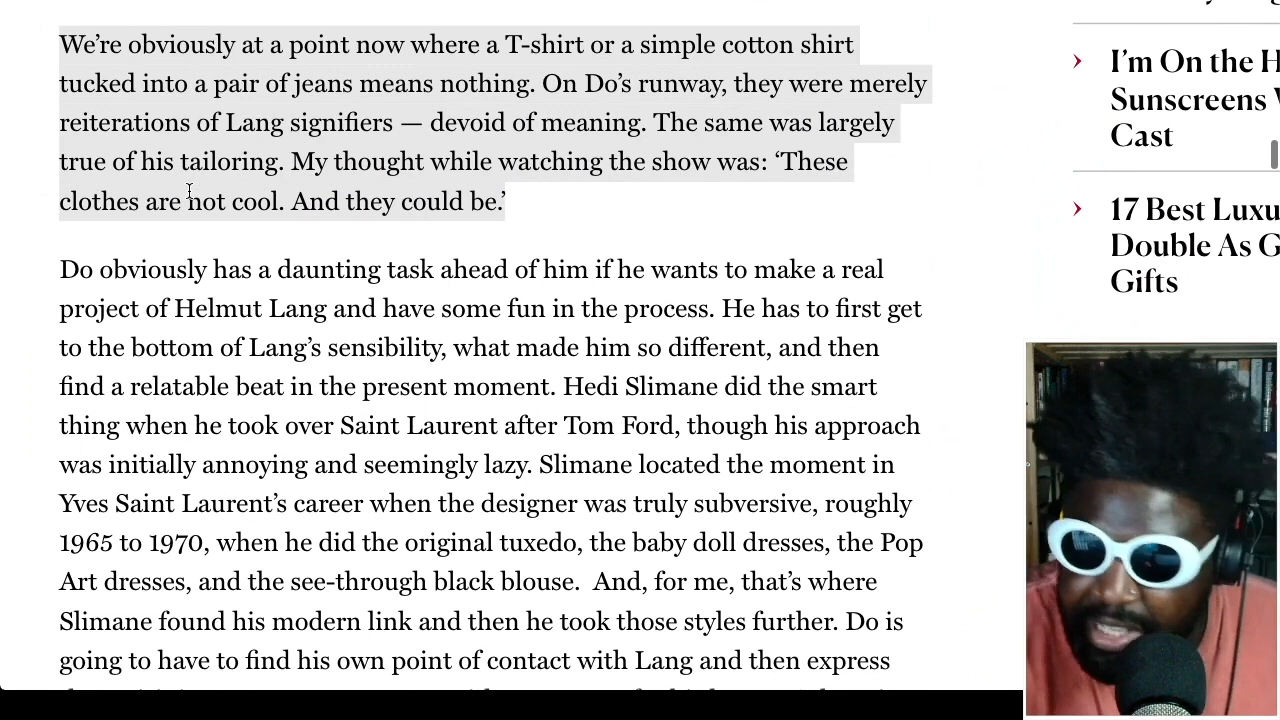 We’re obviously at a point now where a T-shirt or a simple cotton shirt
tucked into a pair of jeans means nothing. On Do’s runway, they were merely
reiterations of Lang signifiers — devoid of meaning. The same was largely
true of his tailoring. My thought while watching the show was: ‘These
clothes are not cool. And they could be.’
Do obviously has a daunting task ahead of him if he wants to make a real
project of Helmut Lang and have some fun in the process. He has to first get
to the bottom of Lang’s sensibility, what made him so different, and then
find a relatable beat in the present moment. Hedi Slimane did the smart
thing when he took over Saint Laurent after Tom Ford, though his approach
was initially annoying and seemingly lazy. Slimane located the moment in
Yves Saint Laurent’s career when the designer was truly subversive, roughly
1965 to 1970, when he did the original tuxedo, the baby doll dresses, the Pop
Art dresses, and the see-through black blouse.  And, for me, that’s where
Slimane found his modern link and then he took those styles further. Do is
going to have to find his own point of contact with Lang and then express
I’m On the H
Sunscreens
Cast
17 Best Luxu
Double As G
Gifts